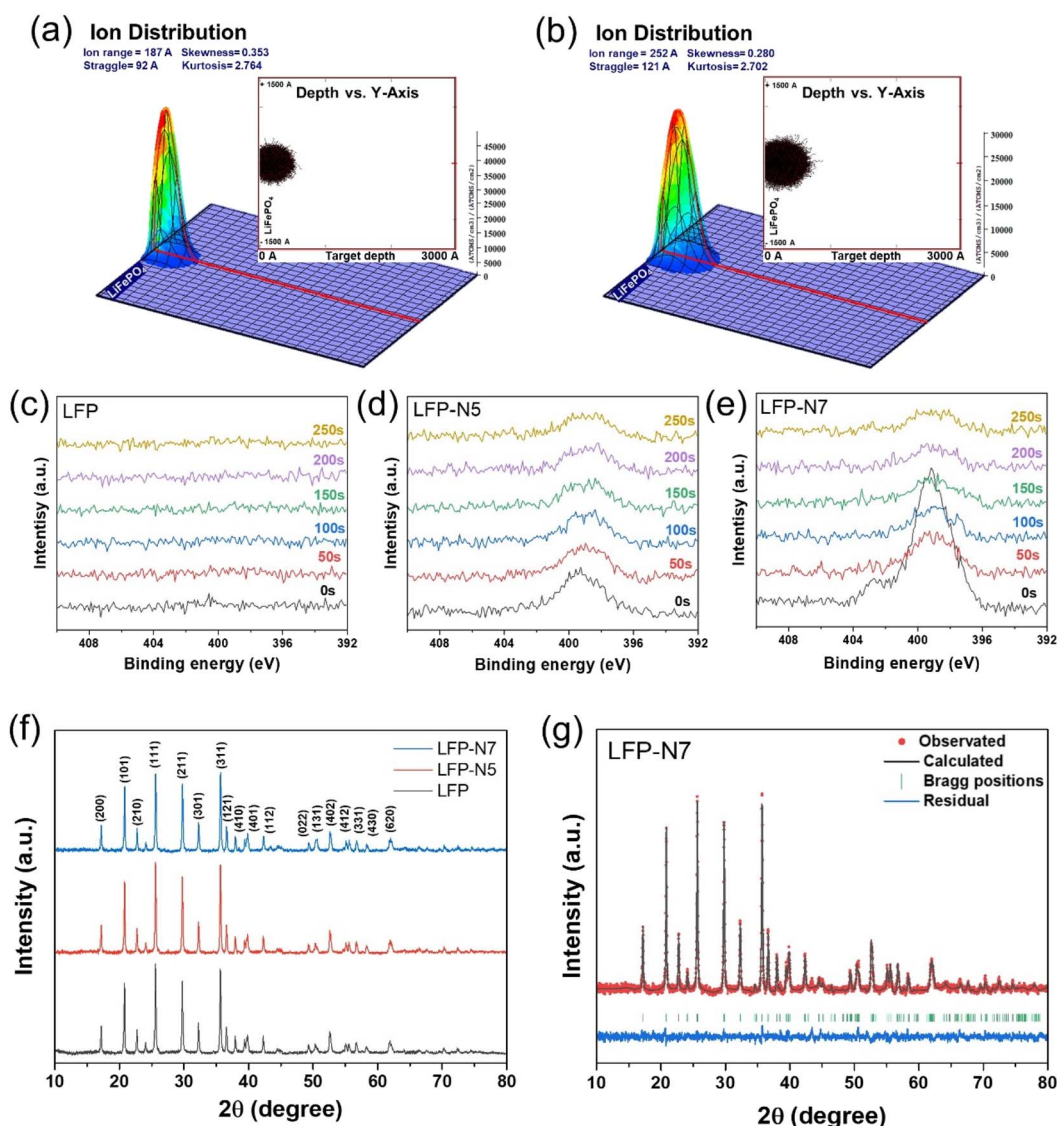 (a) Ion Distribution
Ion range = 187 A Skewness= 0.353
Straggle= 92 A Kurtosis= 2.764
+ 1500 A
Depth vs. Y-Axis
LiFePO4
- 1500 A
0 A Target depth 3000 A
45000
40000
35000
30000
25000
20000
15000
10000
5000
0
(ATOMS/cm3) / (ATOMS/cm2)
LiFePO4
(b) Ion Distribution
Ion range = 252 A Skewness= 0.280
Straggle= 121 A Kurtosis= 2.702
+ 1500 A
Depth vs. Y-Axis
LiFePO4
- 1500 A
0 A Target depth 3000 A
30000
25000
20000
15000
10000
5000
0
(ATOMS/cm3) / (ATOMS/cm2)
LiFePO4
(c) LFP
250s
200s
150s
100s
50s
0s
Intentisy (a.u.)
408 404 400 396 392
Binding energy (eV)
(d) LFP-N5
250s
200s
150s
100s
50s
0s
Intensity (a.u.)
408 404 400 396 392
Binding energy (eV)
(e) LFP-N7
250s
200s
150s
100s
50s
0s
Intensity (a.u.)
408 404 400 396 392
Binding energy (eV)
(f)
LFP-N7
LFP-N5
LFP
(200) (101) (210) (111) (211) (301) (311) (121) (410) (401) (112) (022) (131) (402) (412) (331) (430) (620)
Intensity (a.u.)
10 20 30 40 50 60 70 80
2θ (degree)
(g) LFP-N7
Observated
Calculated
Bragg positions
Residual
Intensity (a.u.)
10 20 30 40 50 60 70 80
2θ (degree)